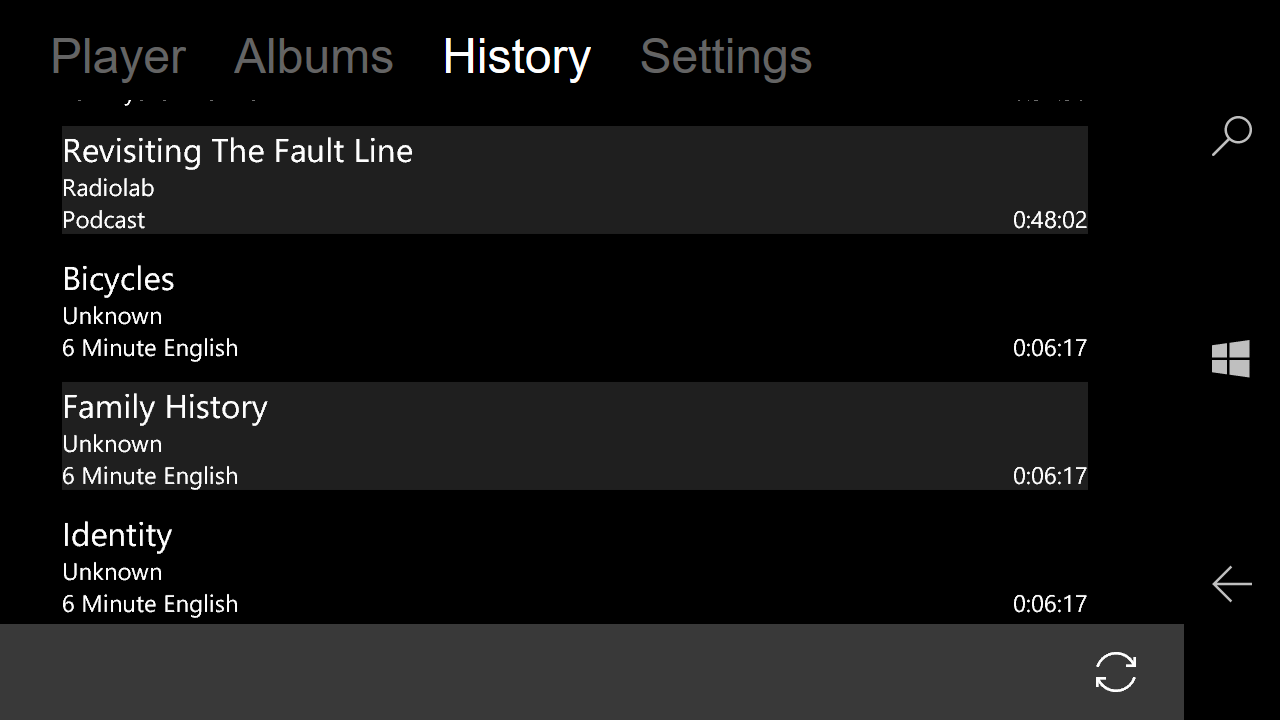 Player Albums History Settings
Revisiting The Fault Line
Radiolab
Podcast 0:48:02
Bicycles
Unknown
6 Minute English 0:06:17
Family History
Unknown
6 Minute English 0:06:17
Identity
Unknown
6 Minute English 0:06:17